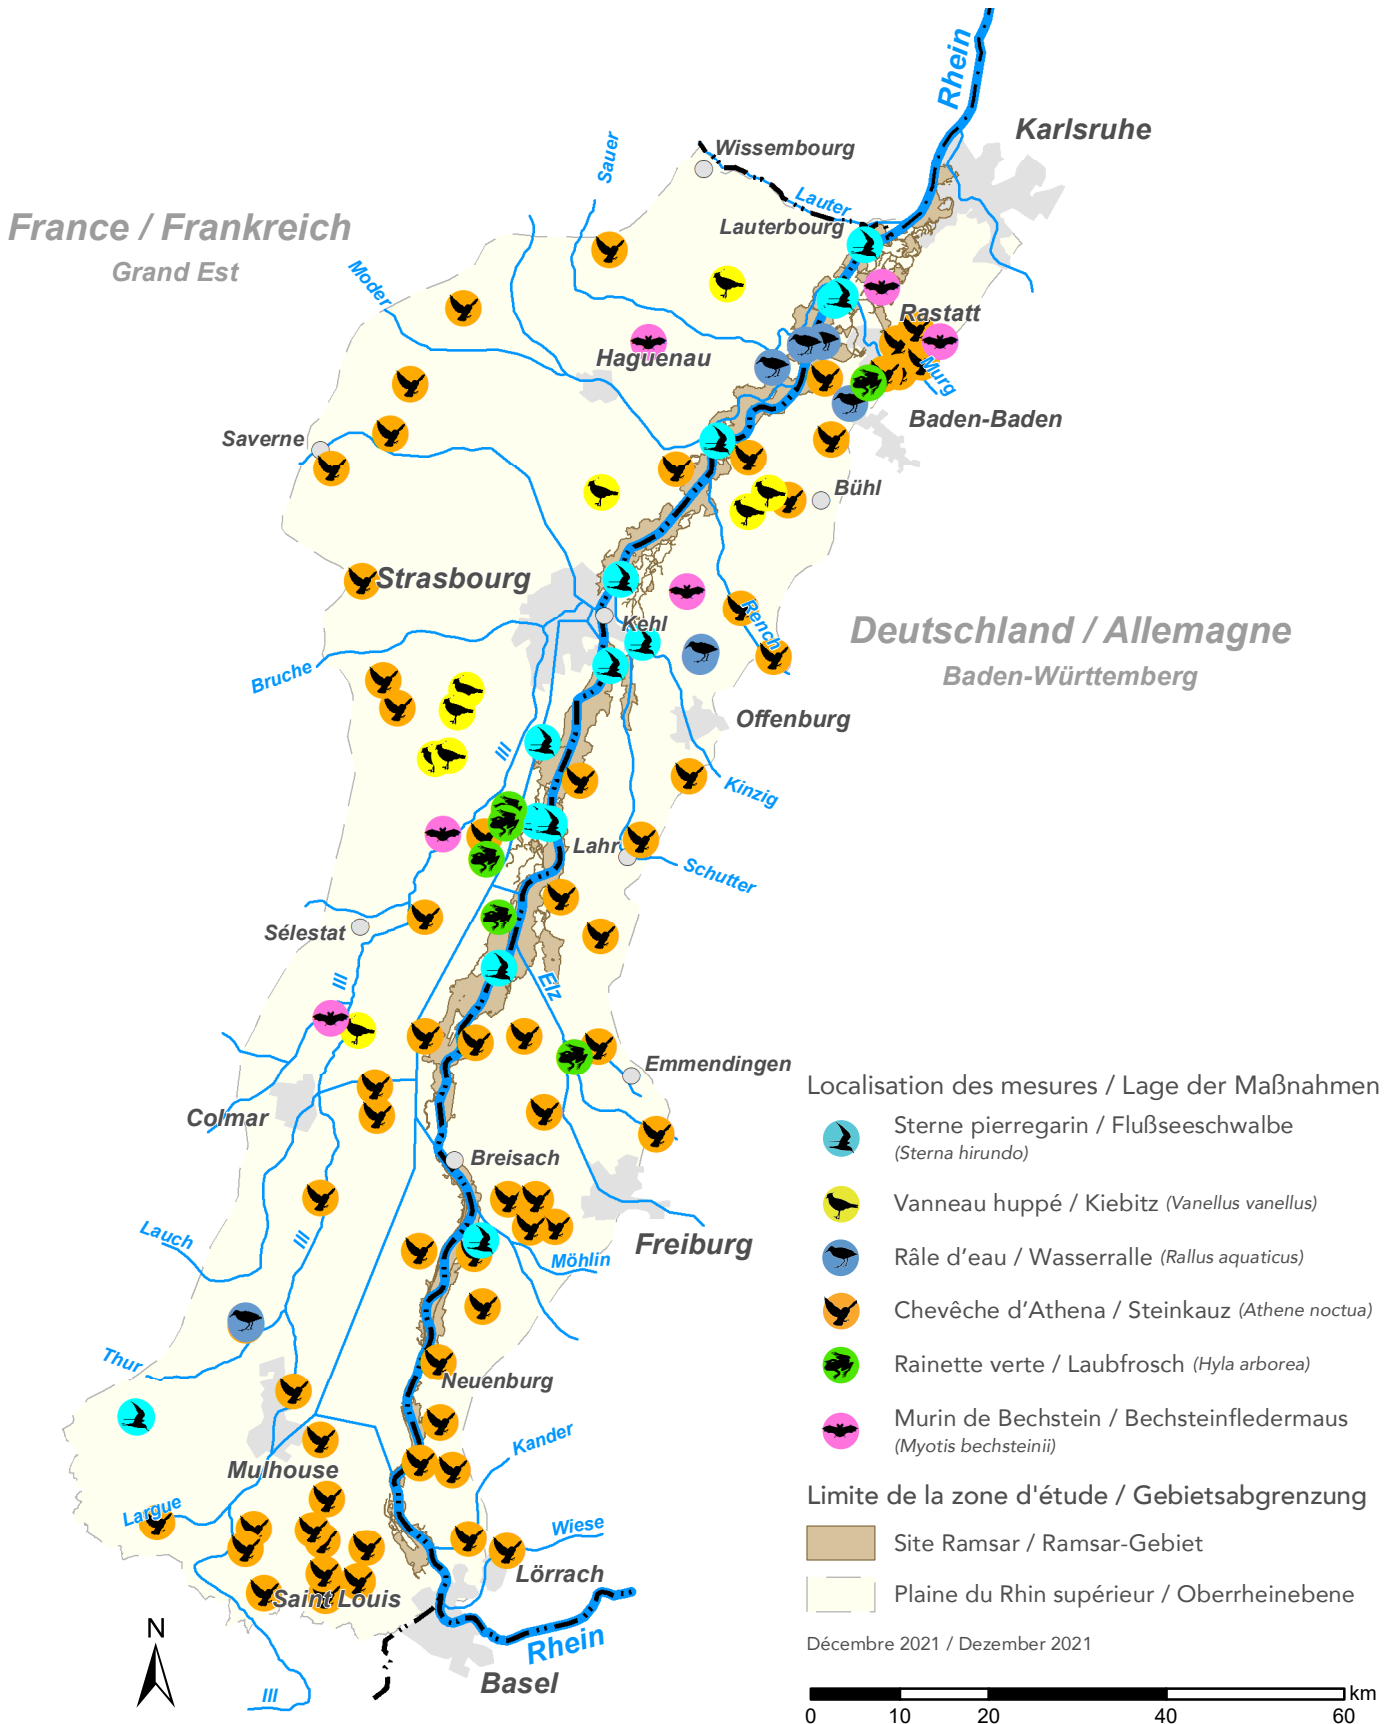 Rhein
Karlsruhe
Wissembourg
Sauer
Lauter
Lauterbourg
France / Frankreich
Grand Est
Moder
Rastatt
Haguenau
Murg
Baden-Baden
Saverne
Bühl
Strasbourg
Kehl
Rench
Deutschland / Allemagne
Baden-Württemberg
Bruche
Offenburg
Ill
Kinzig
Lahr
Schutter
Sélestat
Ill
Elz
Emmendingen
Colmar
Breisach
Lauch
Ill
Freiburg
Möhlin
Thur
Neuenburg
Kander
Mulhouse
Largue
Wiese
Lörrach
Saint Louis
Rhein
Basel
Ill
N
Localisation des mesures / Lage der Maßnahmen
Sterne pierregarin / Flußseeschwalbe
(Sterna hirundo)
Vanneau huppé / Kiebitz (Vanellus vanellus)
Râle d'eau / Wasserralle (Rallus aquaticus)
Chevêche d'Athena / Steinkauz (Athene noctua)
Rainette verte / Laubfrosch (Hyla arborea)
Murin de Bechstein / Bechsteinfledermaus
(Myotis bechsteinii)
Limite de la zone d'étude / Gebietsabgrenzung
Site Ramsar / Ramsar-Gebiet
Plaine du Rhin supérieur / Oberrheinebene
Décembre 2021 / Dezember 2021
km
0 10 20 40 60